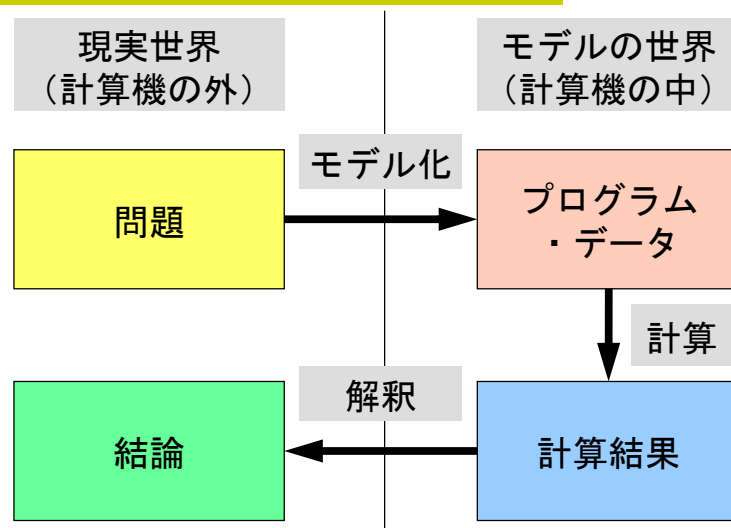 現実世界
（計算機の外）
モデルの世界
（計算機の中）
モデル化
問題
プログラム
・データ
計算
解釈
結論
計算結果